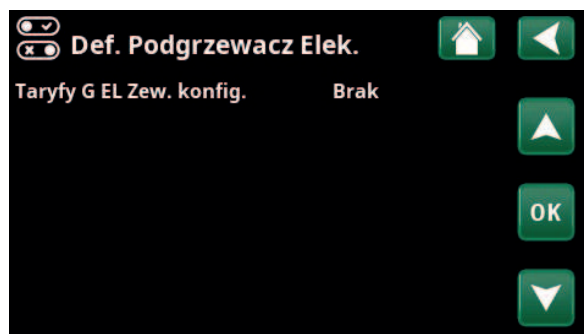 Def. Podgrzewacz Elek.
Taryfy G EL Zew. konfig. Brak
OK